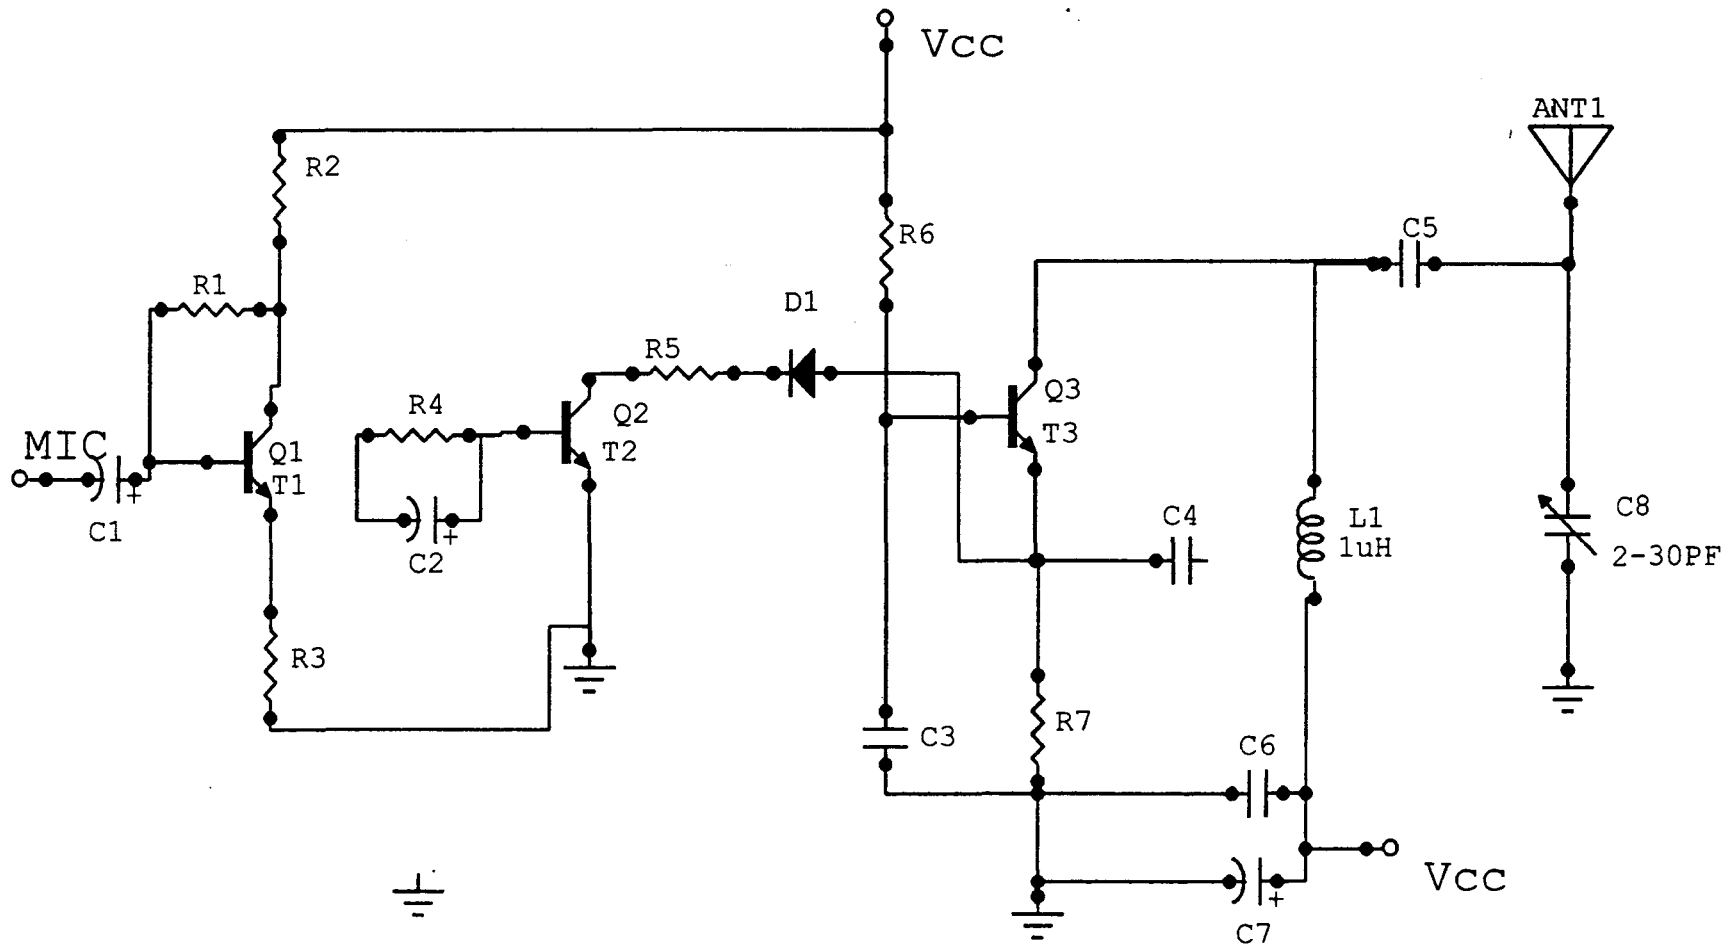 Vcc
ANT1
R2
C5
R6
R1
D1
R5
Q3
R4
Q2
T3
MIC
Q1
T2
T1
C8
C4
L1
1uH
2-30PF
C1
+
C2
+
R3
R7
C3
C6
Vcc
+
C7